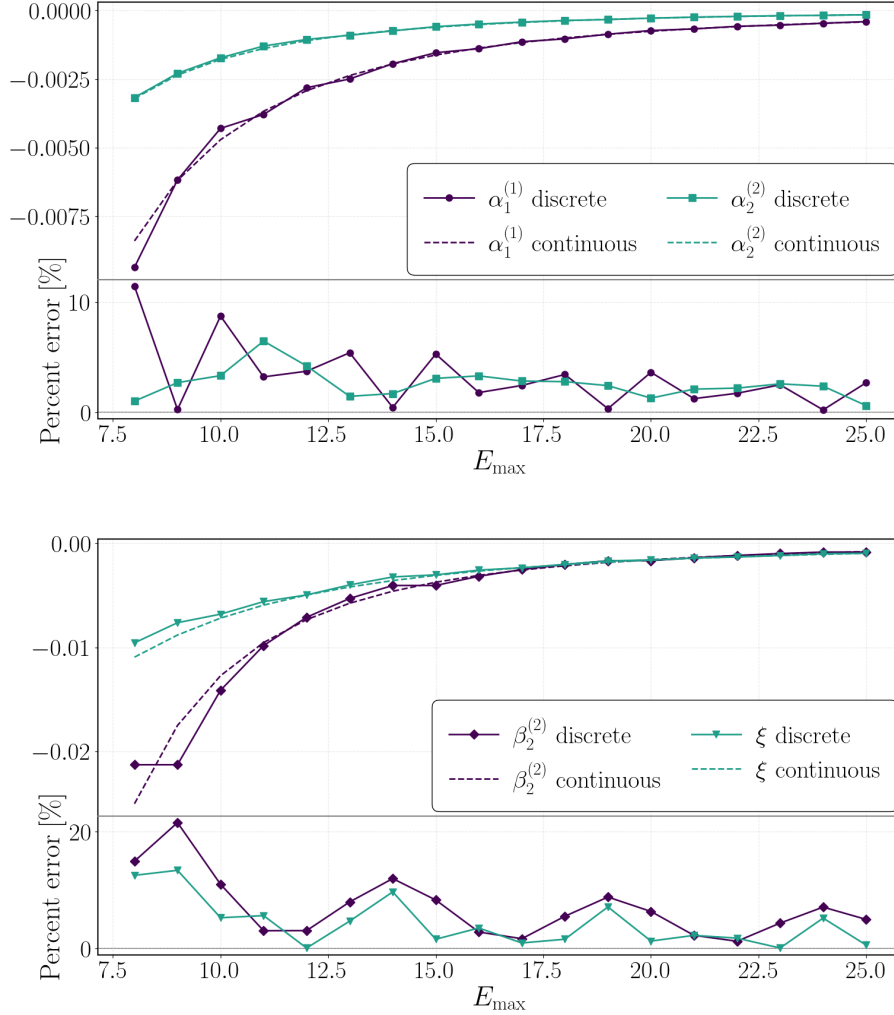 0.0000
−0.0025
−0.0050
−0.0075
α₁⁽¹⁾ discrete
α₁⁽¹⁾ continuous
α₂⁽²⁾ discrete
α₂⁽²⁾ continuous
Percent error [%]
10
0
7.5 10.0 12.5 15.0 17.5 20.0 22.5 25.0
E_max
0.00
−0.01
−0.02
β₂⁽²⁾ discrete
β₂⁽²⁾ continuous
ξ discrete
ξ continuous
Percent error [%]
20
0
7.5 10.0 12.5 15.0 17.5 20.0 22.5 25.0
E_max